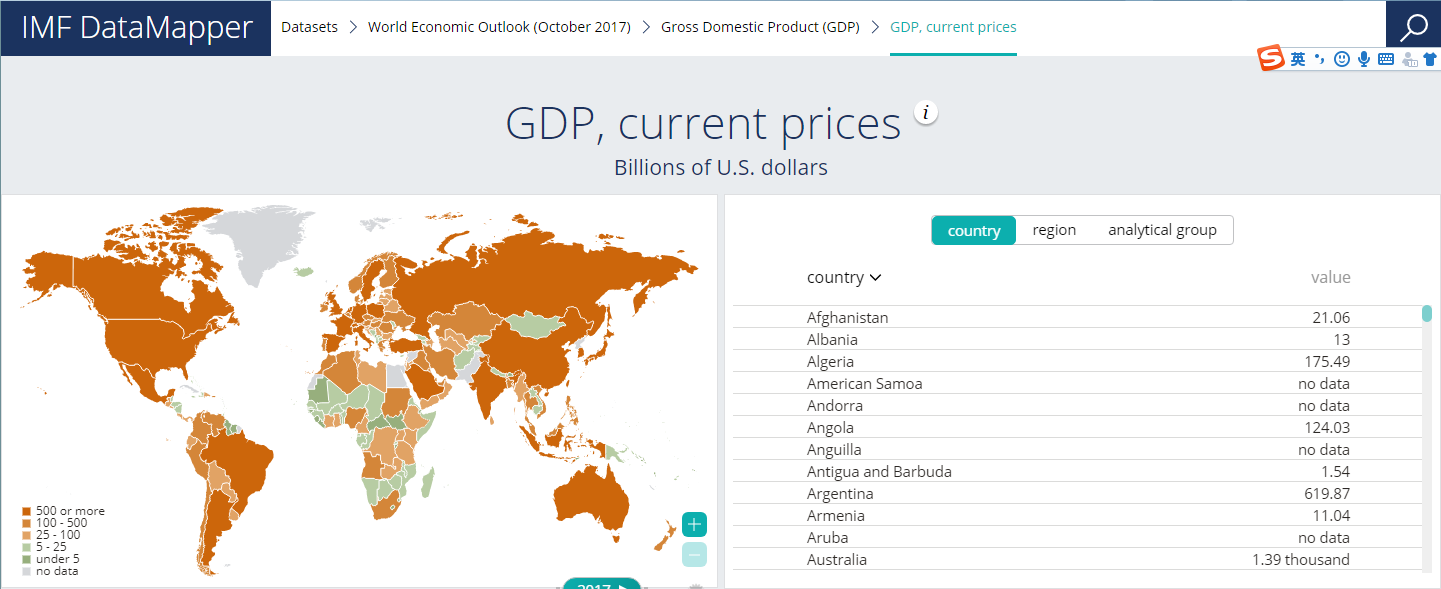 IMF DataMapper
Datasets > World Economic Outlook (October 2017) > Gross Domestic Product (GDP) > GDP, current prices
S 英
GDP, current prices i
Billions of U.S. dollars
country region analytical group
country value
Afghanistan 21.06
Albania 13
Algeria 175.49
American Samoa no data
Andorra no data
Angola 124.03
Anguilla no data
Antigua and Barbuda 1.54
Argentina 619.87
Armenia 11.04
Aruba no data
Australia 1.39 thousand
500 or more
100 - 500
25 - 100
5 - 25
under 5
no data
2017